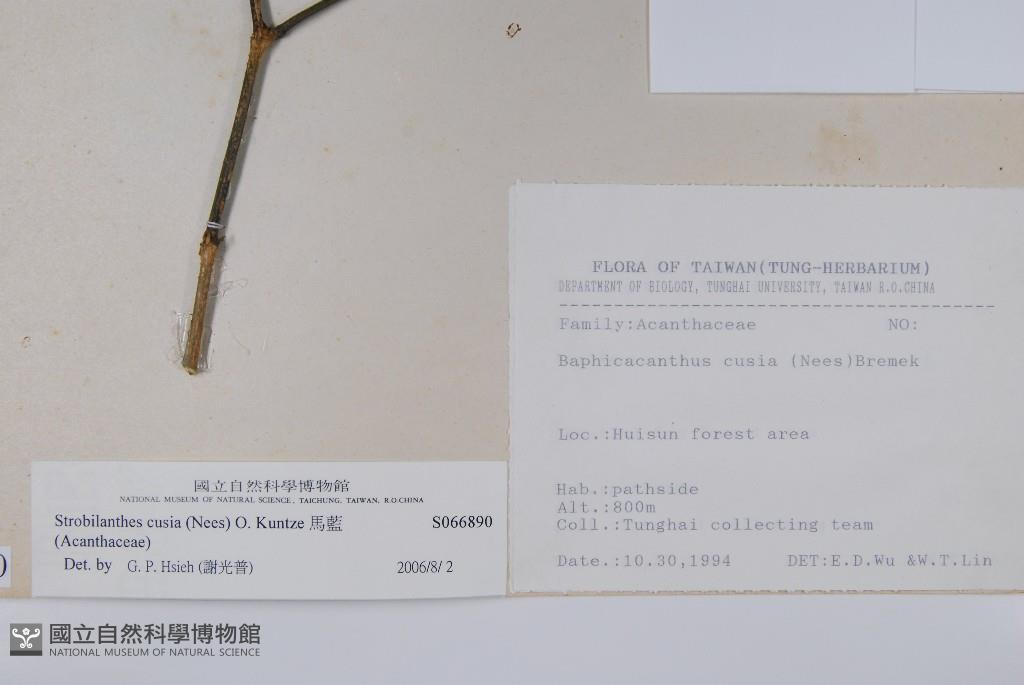 FLORA OF TAIWAN(TUNG-HERBARIUM)
DEPARTMENT OF BIOLOGY, TUNGHAI UNIVERSITY, TAIWAN R.O.CHINA
Family:Acanthaceae NO:
Baphicacanthus cusia (Nees)Bremek
Loc.:Huisun forest area
Hab.:pathside
Alt.:800m
Coll.:Tunghai collecting team
Date.:10.30,1994 DET:E.D.Wu &W.T.Lin
國立自然科學博物館
NATIONAL MUSEUM OF NATURAL SCIENCE, TAICHUNG, TAIWAN, R.O.CHINA
Strobilanthes cusia (Nees) O. Kuntze 馬藍 S066890
(Acanthaceae)
Det. by G. P. Hsieh (謝光普) 2006/8/ 2
國立自然科學博物館
NATIONAL MUSEUM OF NATURAL SCIENCE